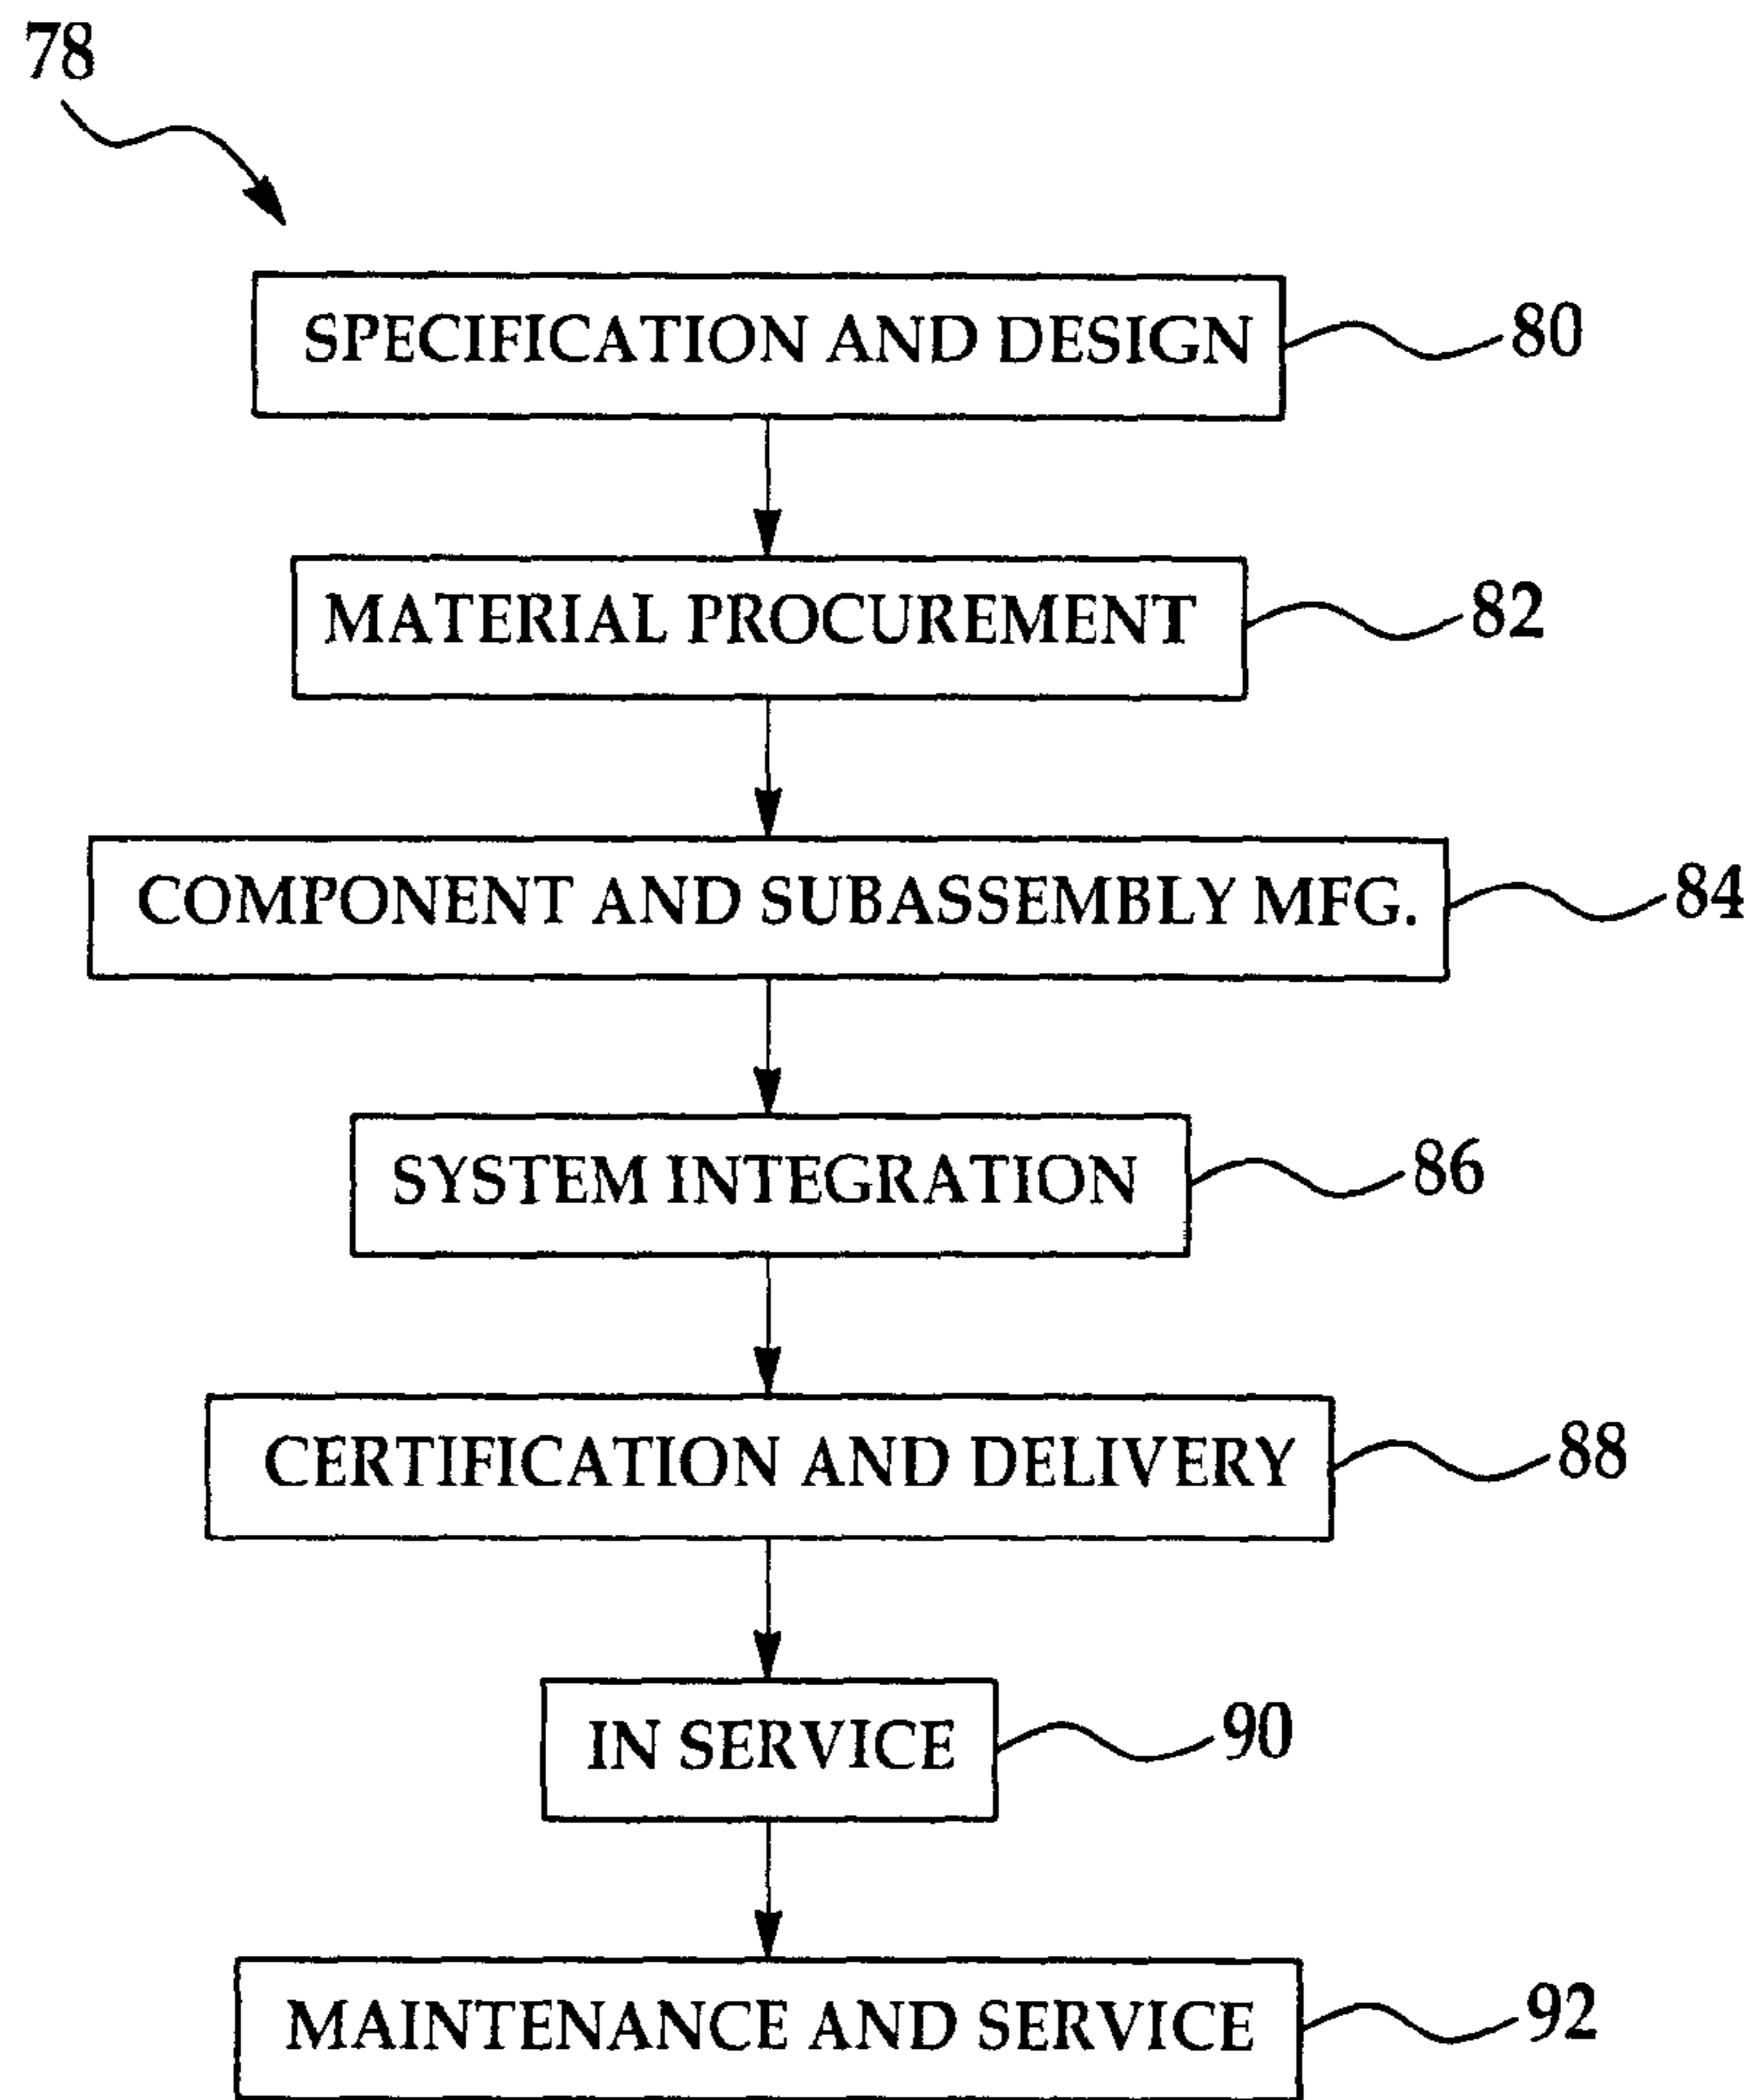 78
SPECIFICATION AND DESIGN 80
MATERIAL PROCUREMENT 82
COMPONENT AND SUBASSEMBLY MFG. 84
SYSTEM INTEGRATION 86
CERTIFICATION AND DELIVERY 88
IN SERVICE 90
MAINTENANCE AND SERVICE 92